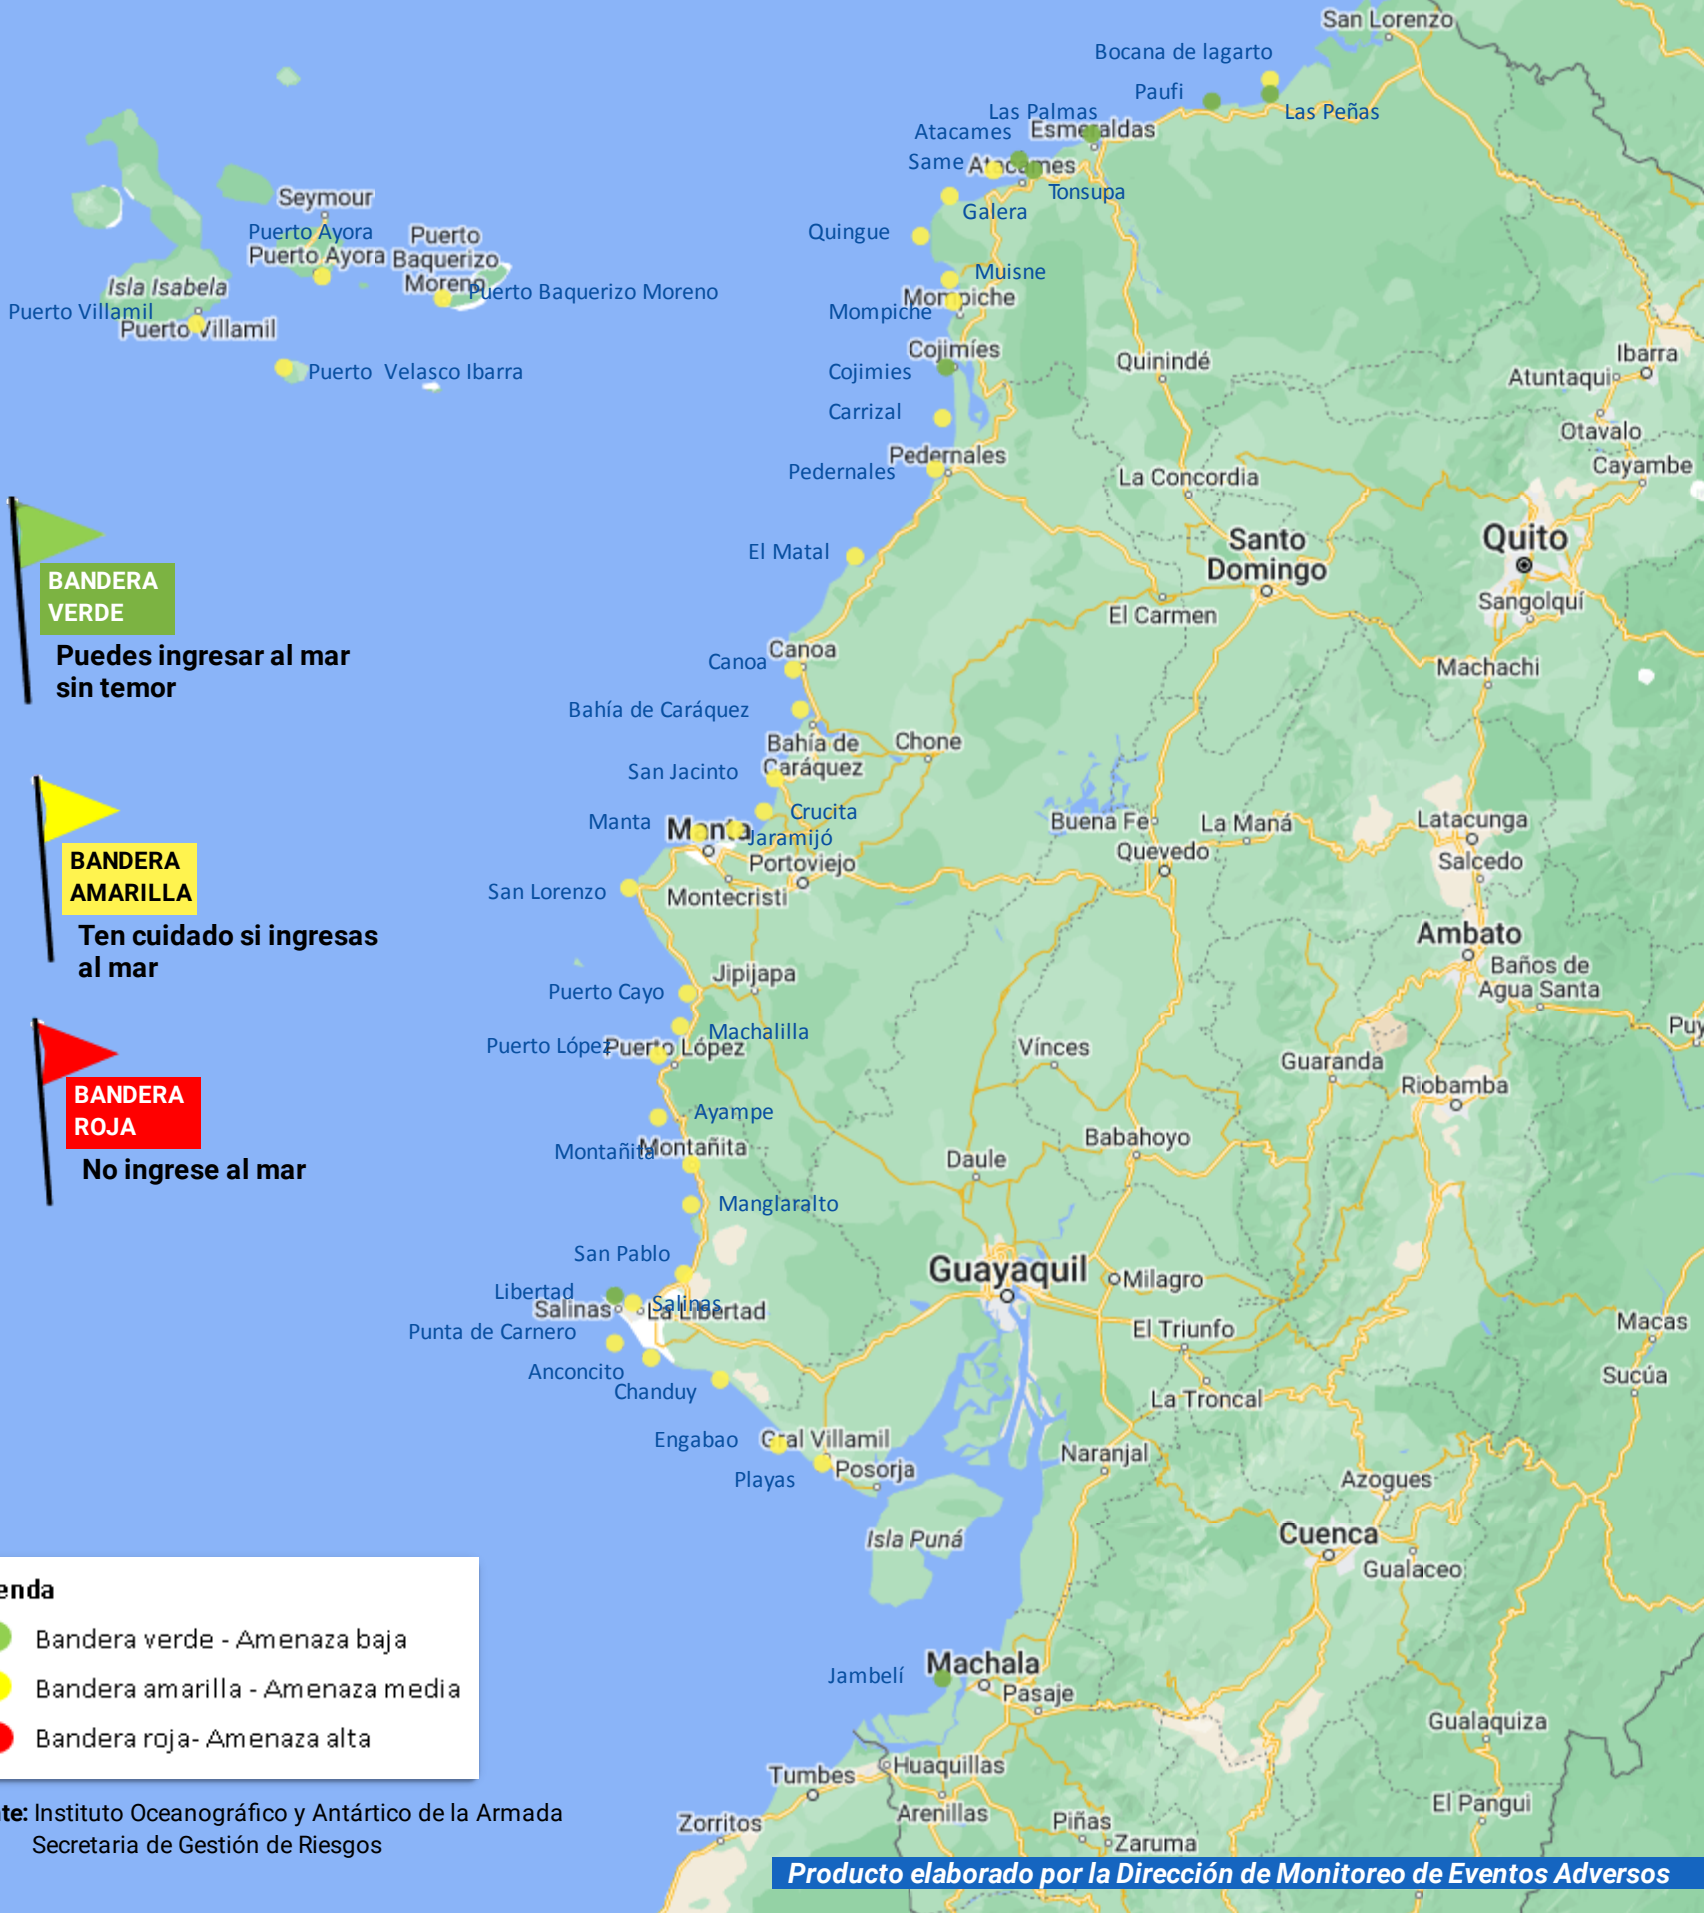 San Lorenzo
Bocana de lagarto
Paufi
Las Peñas
Las Palmas
Esmeraldas
Atacames
Same
Atacames
Tonsupa
Galera
Quingue
Muisne
Mompiche
Mompiche
Cojimíes
Cojimies
Carrizal
Pedernales
Pedernales
El Matal
Canoa
Canoa
Bahía de Caráquez
Bahía de
Caráquez
Chone
San Jacinto
Crucita
Manta
Manta
Jaramijó
Portoviejo
Montecristi
San Lorenzo
Jipijapa
Puerto Cayo
Machalilla
Puerto López
Puerto López
Ayampe
Montañita
Montañita
Manglaralto
San Pablo
Libertad
Salinas
Salinas
La Libertad
Punta de Carnero
Anconcito
Chanduy
Engabao
Gral Villamil
Playas
Posorja
Isla Puná
Jambelí
Machala
Pasaje
Huaquillas
Tumbes
Zorritos
Arenillas
Piñas
Zaruma
Seymour
Puerto Ayora
Puerto Ayora
Puerto
Baquerizo
Moreno
Puerto Baquerizo Moreno
Isla Isabela
Puerto Villamil
Puerto Villamil
Puerto Velasco Ibarra
Quinindé
Ibarra
Atuntaqui
Otavalo
Cayambe
La Concordia
Santo
Domingo
Quito
Sangolquí
El Carmen
Machachi
Buena Fe
La Maná
Latacunga
Quevedo
Salcedo
Ambato
Baños de
Agua Santa
Puy
Vínces
Guaranda
Riobamba
Babahoyo
Daule
Guayaquil
Milagro
El Triunfo
Macas
Sucúa
La Troncal
Naranjal
Azogues
Cuenca
Gualaceo
Gualaquiza
El Pangui
BANDERA
VERDE
Puedes ingresar al mar
sin temor
BANDERA
AMARILLA
Ten cuidado si ingresas
al mar
BANDERA
ROJA
No ingrese al mar
enda
Bandera verde - Amenaza baja
Bandera amarilla - Amenaza media
Bandera roja- Amenaza alta
te: Instituto Oceanográfico y Antártico de la Armada
Secretaria de Gestión de Riesgos
Producto elaborado por la Dirección de Monitoreo de Eventos Adversos